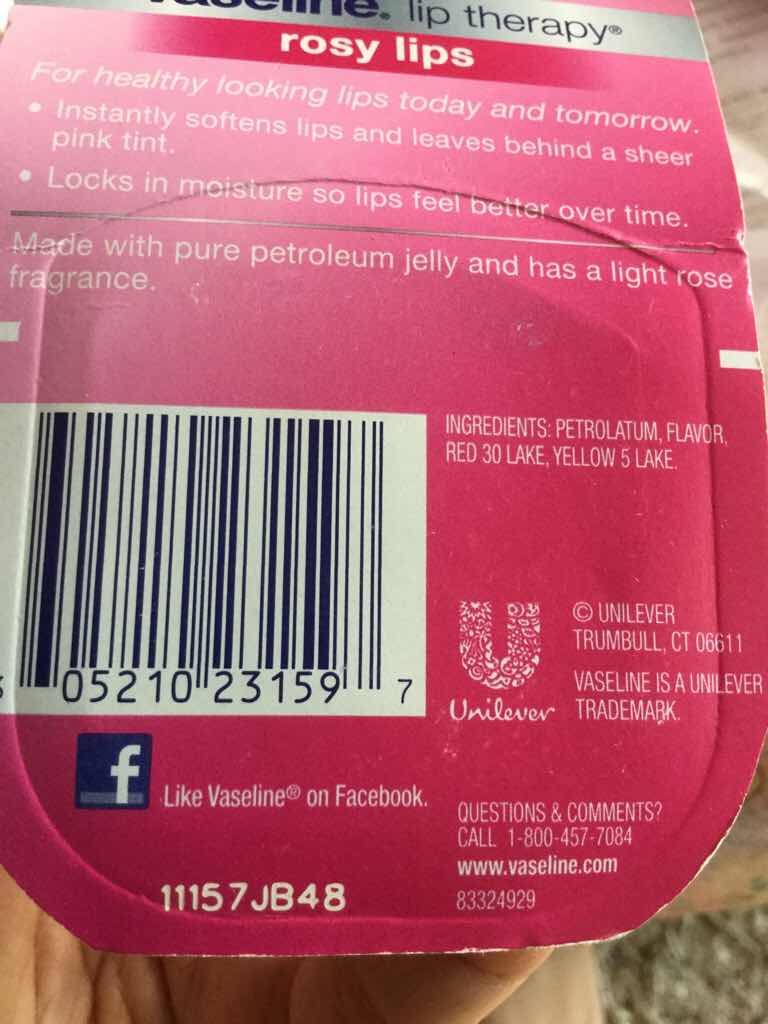 Vaseline. lip therapy®
rosy lips
For healthy looking lips today and tomorrow.
• Instantly softens lips and leaves behind a sheer
pink tint.
• Locks in moisture so lips feel better over time.
Made with pure petroleum jelly and has a light rose
fragrance.
INGREDIENTS: PETROLATUM, FLAVOR,
RED 30 LAKE, YELLOW 5 LAKE.
05210 23159 7
Unilever
© UNILEVER
TRUMBULL, CT 06611
VASELINE IS A UNILEVER
TRADEMARK.
f
Like Vaseline® on Facebook.
QUESTIONS & COMMENTS?
CALL 1-800-457-7084
www.vaseline.com
83324929
11157JB48